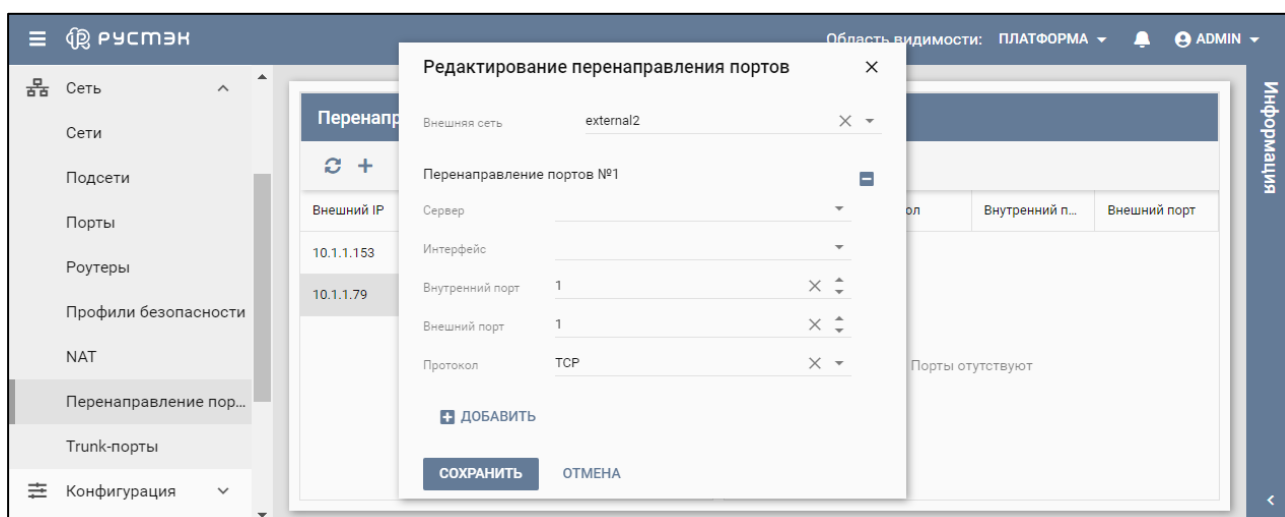 РУСТЭК
Область видимости: ПЛАТФОРМА
ADMIN
Сеть
Сети
Подсети
Порты
Роутеры
Профили безопасности
NAT
Перенаправление пор...
Trunk-порты
Конфигурация
Перенапр
Внешний IP
10.1.1.153
10.1.1.79
Редактирование перенаправления портов
Внешняя сеть external2
Перенаправление портов №1
Сервер
Интерфейс
Внутренний порт 1
Внешний порт 1
Протокол TCP
ДОБАВИТЬ
СОХРАНИТЬ ОТМЕНА
ол Внутренний п... Внешний порт
Порты отутствуют
Информация